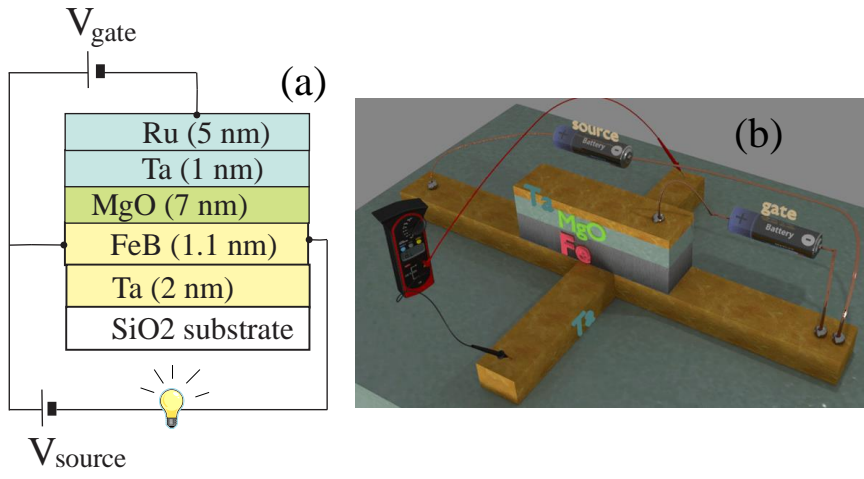 V_gate
(a)
Ru (5 nm)
Ta (1 nm)
MgO (7 nm)
FeB (1.1 nm)
Ta (2 nm)
SiO2 substrate
V_source
(b)
source
Battery
gate
Battery
Ta
MgO
Fe
Ta